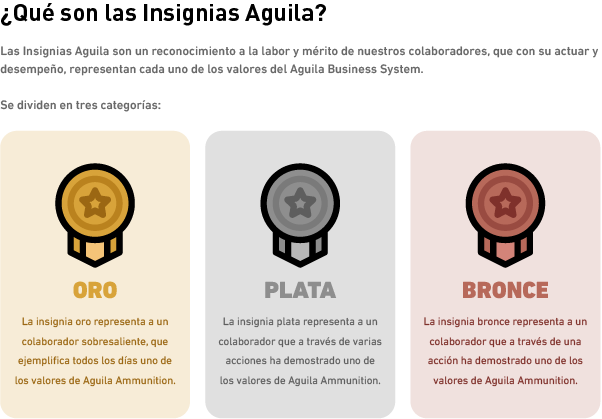 ¿Qué son las Insignias Aguila?
Las Insignias Aguila son un reconocimiento a la labor y mérito de nuestros colaboradores, que con su actuar y
desempeño, representan cada uno de los valores del Aguila Business System.
Se dividen en tres categorías:
ORO
La insignia oro representa a un
colaborador sobresaliente, que
ejemplifica todos los días uno de
los valores de Aguila Ammunition.
PLATA
La insignia plata representa a un
colaborador que a través de varias
acciones ha demostrado uno de
los valores de Aguila Ammunition.
BRONCE
La insignia bronce representa a un
colaborador que a través de una
acción ha demostrado uno de los
valores de Aguila Ammunition.